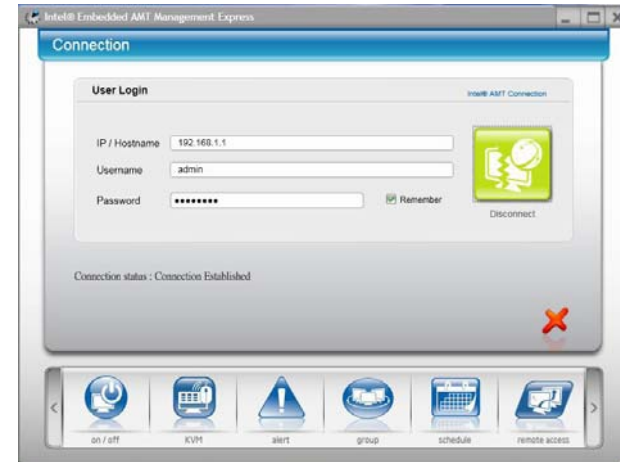 Intel® Embedded AMT Management Express
Connection
User Login
Intel® AMT Connection
IP / Hostname 192.168.1.1
Username admin
Password ••••••••
Remember
Disconnect
Connection status : Connection Established
on / off KVM alert group schedule remote access